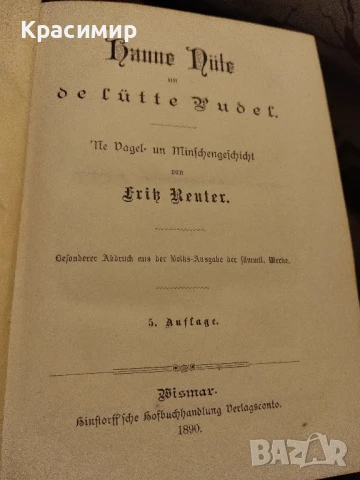 Красимир
Hanne Nüte
un
de lütte Pudel.
Ne Vagel- un Minschengeschicht
von
Fritz Reuter.
Besonderer Abdruck aus der Volks-Ausgabe der sämmtl. Werke.
5. Auflage.
Wismar.
Hinstorff'sche Hofbuchhandlung Verlagsconto.
1890.
BAZAR
bg